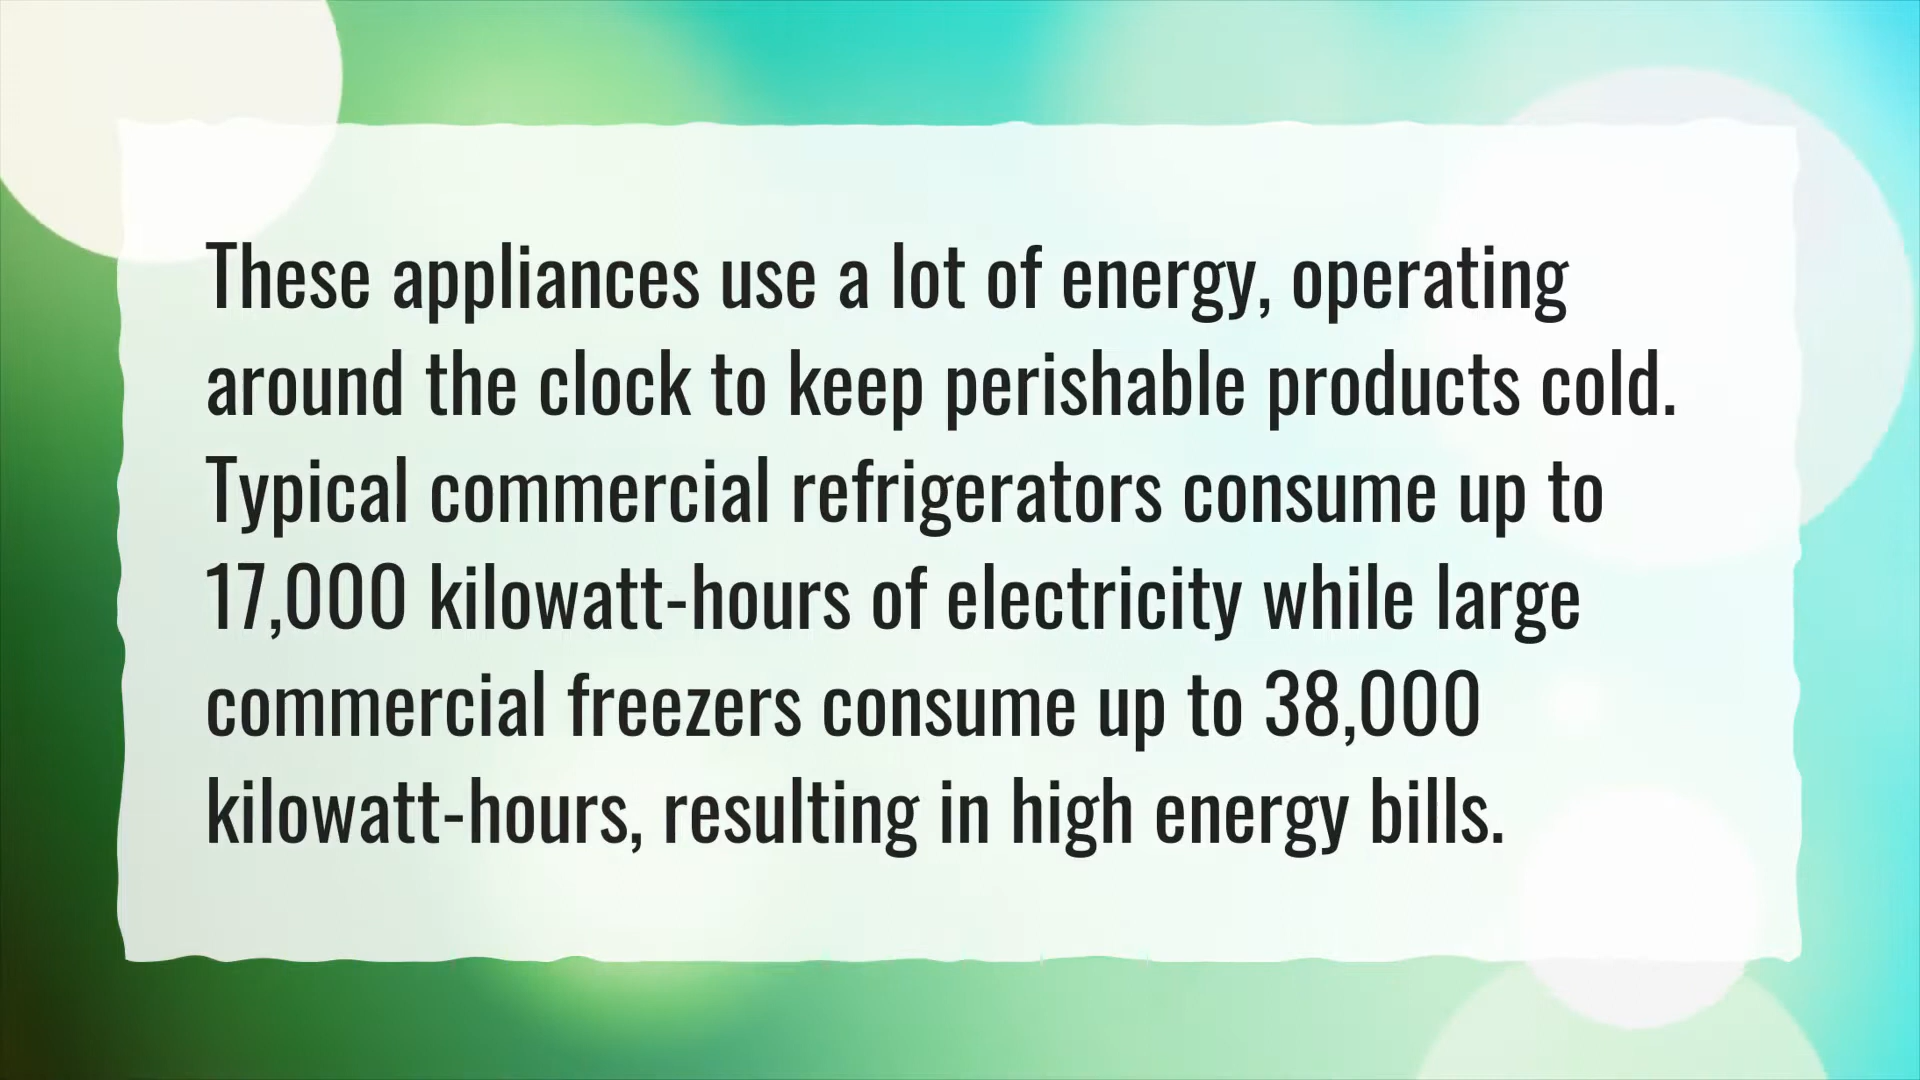 These appliances use a lot of energy, operating
around the clock to keep perishable products cold.
Typical commercial refrigerators consume up to
17,000 kilowatt-hours of electricity while large
commercial freezers consume up to 38,000
kilowatt-hours, resulting in high energy bills.